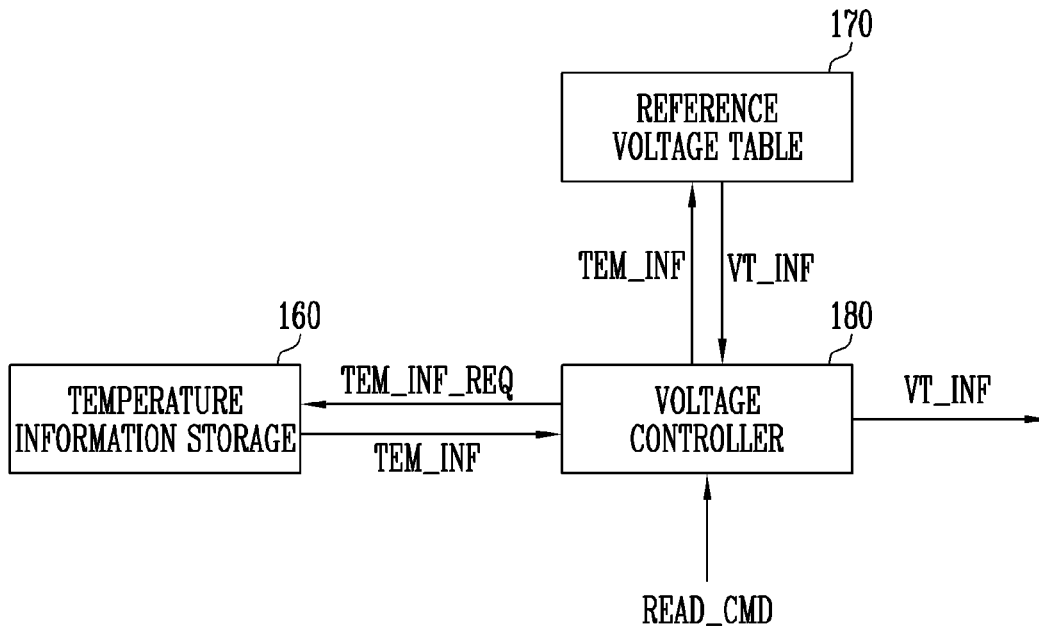 170
REFERENCE
VOLTAGE TABLE
TEM_INF
VT_INF
160
180
TEMPERATURE
INFORMATION STORAGE
TEM_INF_REQ
TEM_INF
VOLTAGE
CONTROLLER
VT_INF
READ_CMD